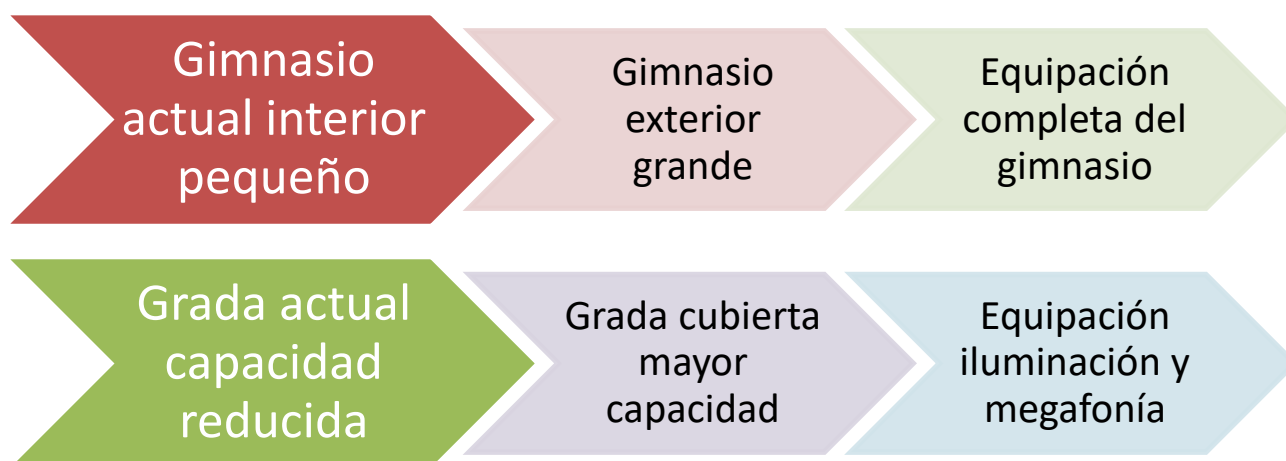 Gimnasio
actual interior
pequeño
Gimnasio
exterior
grande
Equipación
completa del
gimnasio
Grada actual
capacidad
reducida
Grada cubierta
mayor
capacidad
Equipación
iluminación y
megafonía